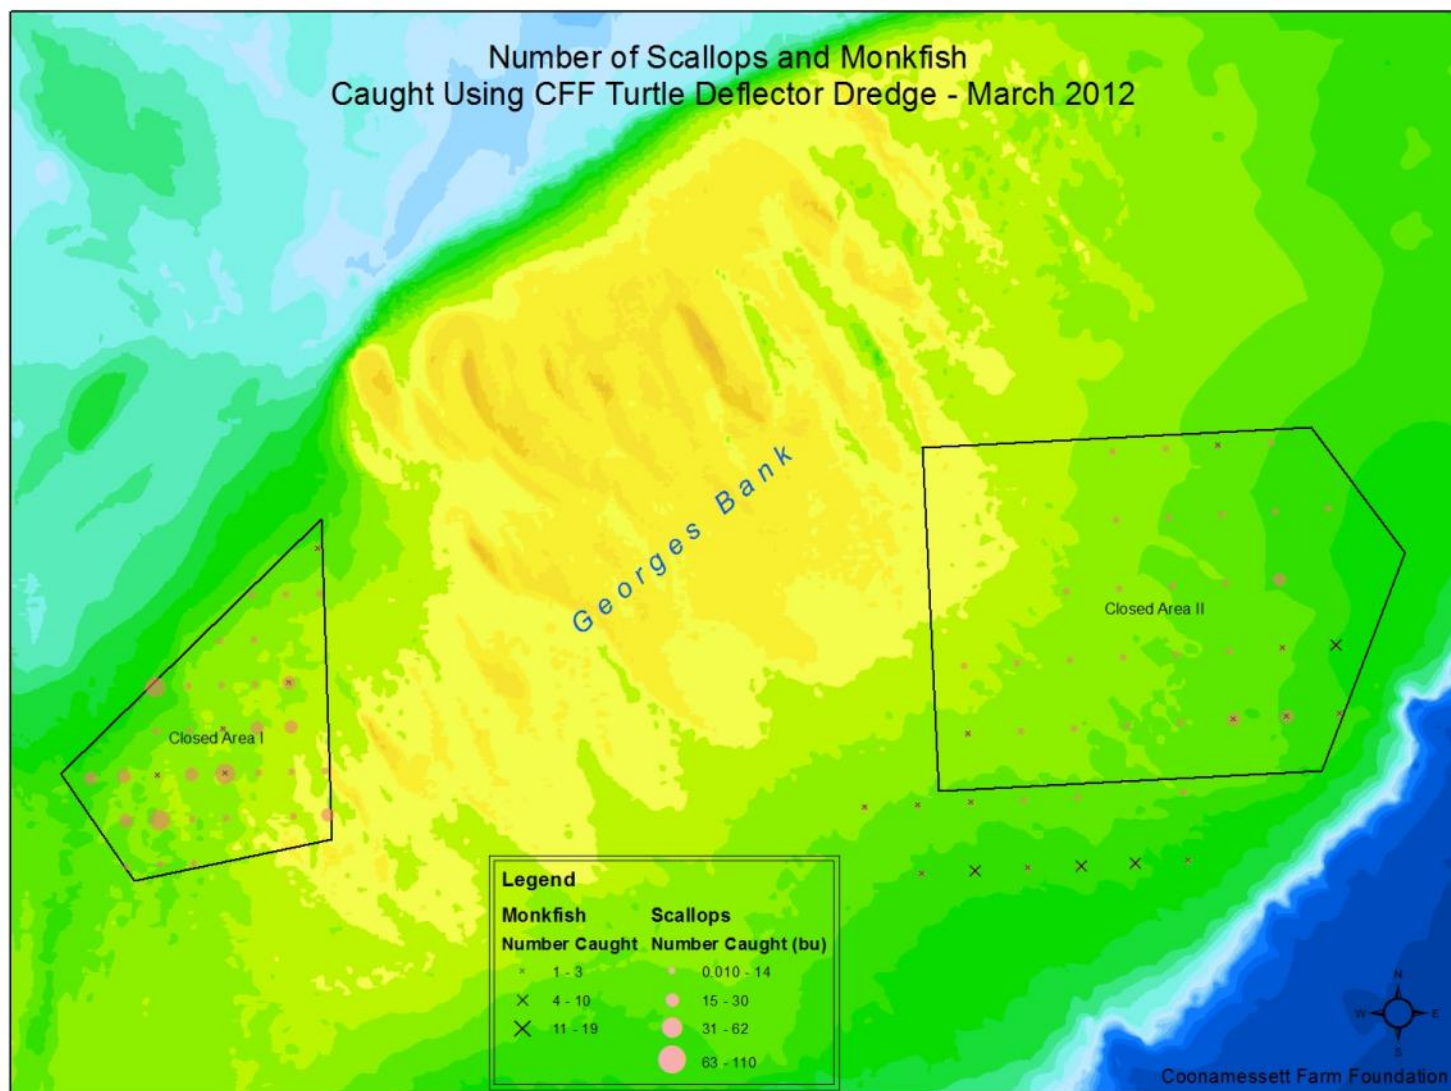 Number of Scallops and Monkfish
Caught Using CFF Turtle Deflector Dredge - March 2012
Georges Bank
Closed Area II
Closed Area I
Legend
Monkfish Scallops
Number Caught Number Caught (bu)
1 - 3 0.010 - 14
4 - 10 15 - 30
11 - 19 31 - 62
63 - 110
N
W E
S
Coonamessett Farm Foundation